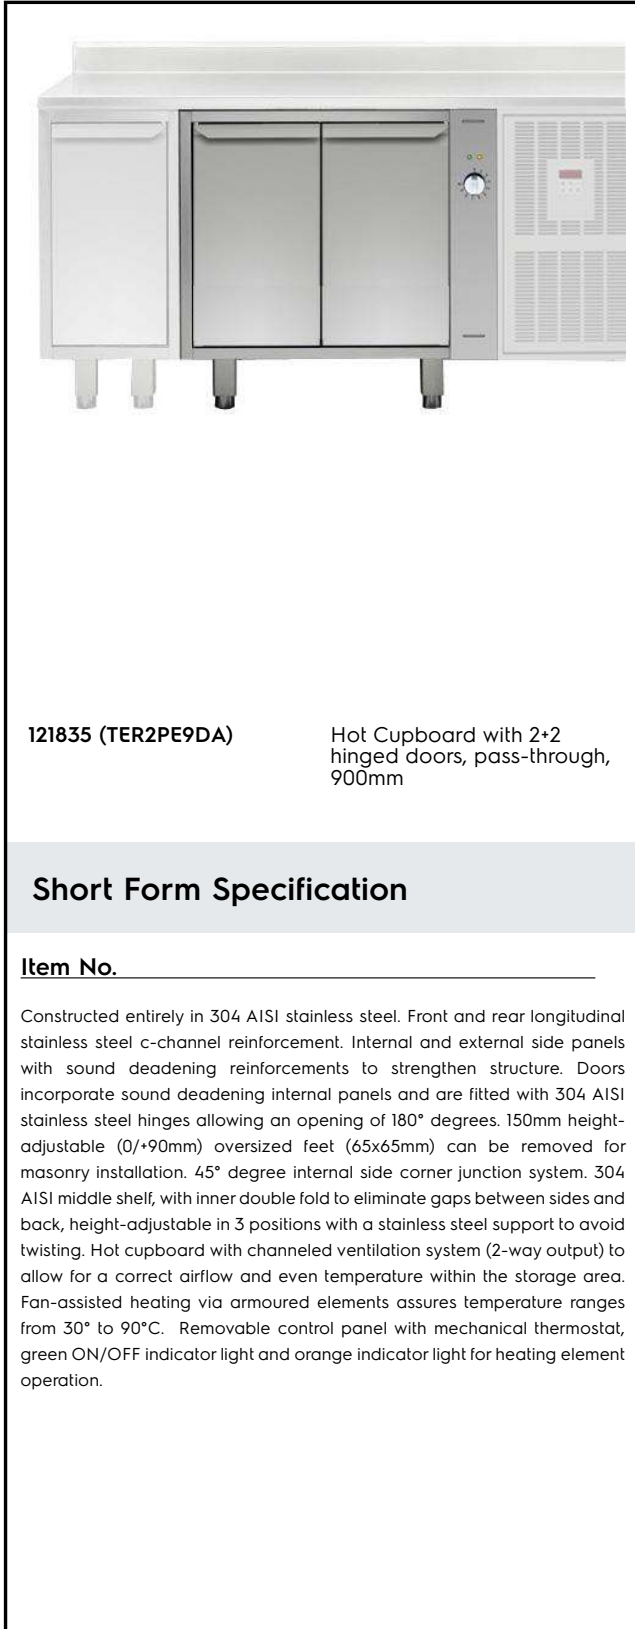 121835 (TER2PE9DA)
Hot Cupboard with 2+2
hinged doors, pass-through,
900mm
Short Form Specification
Item No.
Constructed entirely in 304 AISI stainless steel. Front and rear longitudinal
stainless steel c-channel reinforcement. Internal and external side panels
with sound deadening reinforcements to strengthen structure. Doors
incorporate sound deadening internal panels and are fitted with 304 AISI
stainless steel hinges allowing an opening of 180° degrees. 150mm height-
adjustable (0/+90mm) oversized feet (65x65mm) can be removed for
masonry installation. 45° degree internal side corner junction system. 304
AISI middle shelf, with inner double fold to eliminate gaps between sides and
back, height-adjustable in 3 positions with a stainless steel support to avoid
twisting. Hot cupboard with channeled ventilation system (2-way output) to
allow for a correct airflow and even temperature within the storage area.
Fan-assisted heating via armoured elements assures temperature ranges
from 30° to 90°C. Removable control panel with mechanical thermostat,
green ON/OFF indicator light and orange indicator light for heating element
operation.